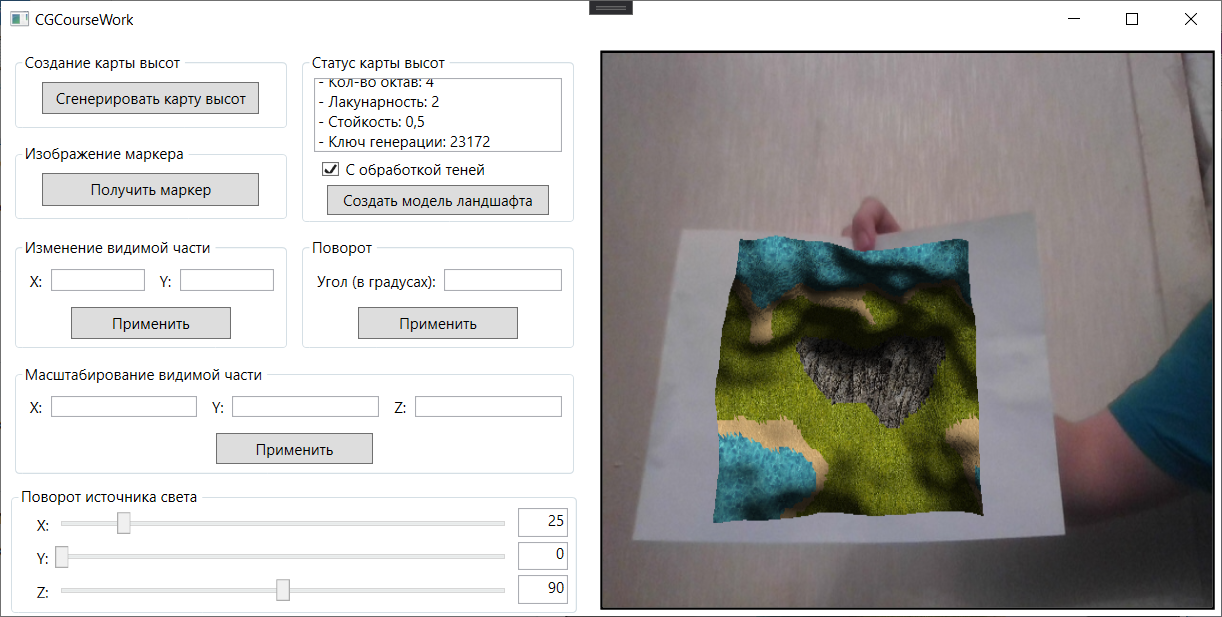 CGCourseWork
Создание карты высот
Сгенерировать карту высот
Изображение маркера
Получить маркер
Статус карты высот
- Кол-во октав: 4
- Лакунарность: 2
- Стойкость: 0,5
- Ключ генерации: 23172
С обработкой теней
Создать модель ландшафта
Изменение видимой части
X: Y:
Применить
Поворот
Угол (в градусах):
Применить
Масштабирование видимой части
X: Y: Z:
Применить
Поворот источника света
X: 25
Y: 0
Z: 90